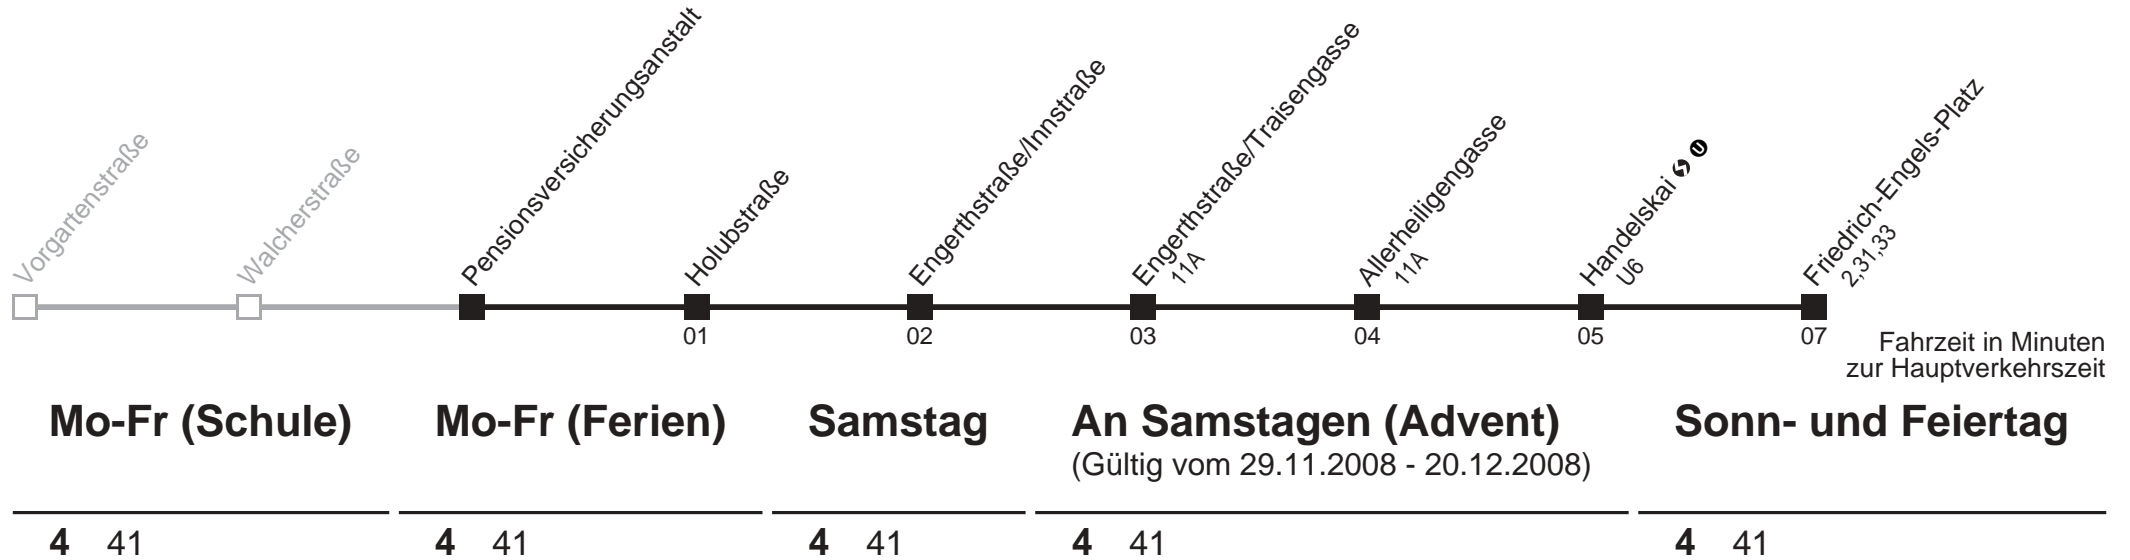 Vorgartenstraße
Walcherstraße
Pensionsversicherungsanstalt
Holubstraße
Engerthstraße/Innstraße
Engerthstraße/Traisengasse
11A
Allerheiligengasse
11A
Handelskai S U
U6
Friedrich-Engels-Platz
2,31,33
01 02 03 04 05 07
Fahrzeit in Minuten
zur Hauptverkehrszeit
Mo-Fr (Schule) Mo-Fr (Ferien) Samstag An Samstagen (Advent) Sonn- und Feiertag
(Gültig vom 29.11.2008 - 20.12.2008)
4 41 4 41 4 41 4 41 4 41